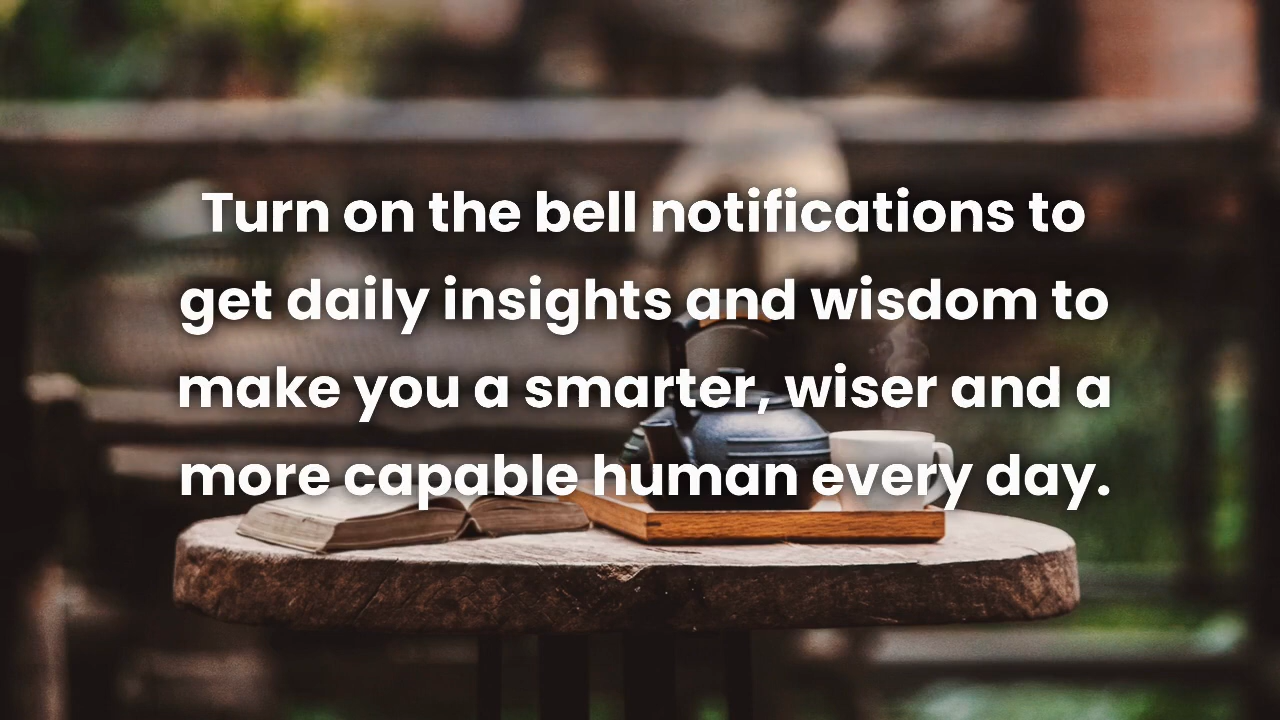 Turn on the bell notifications to
get daily insights and wisdom to
make you a smarter, wiser and a
more capable human every day.